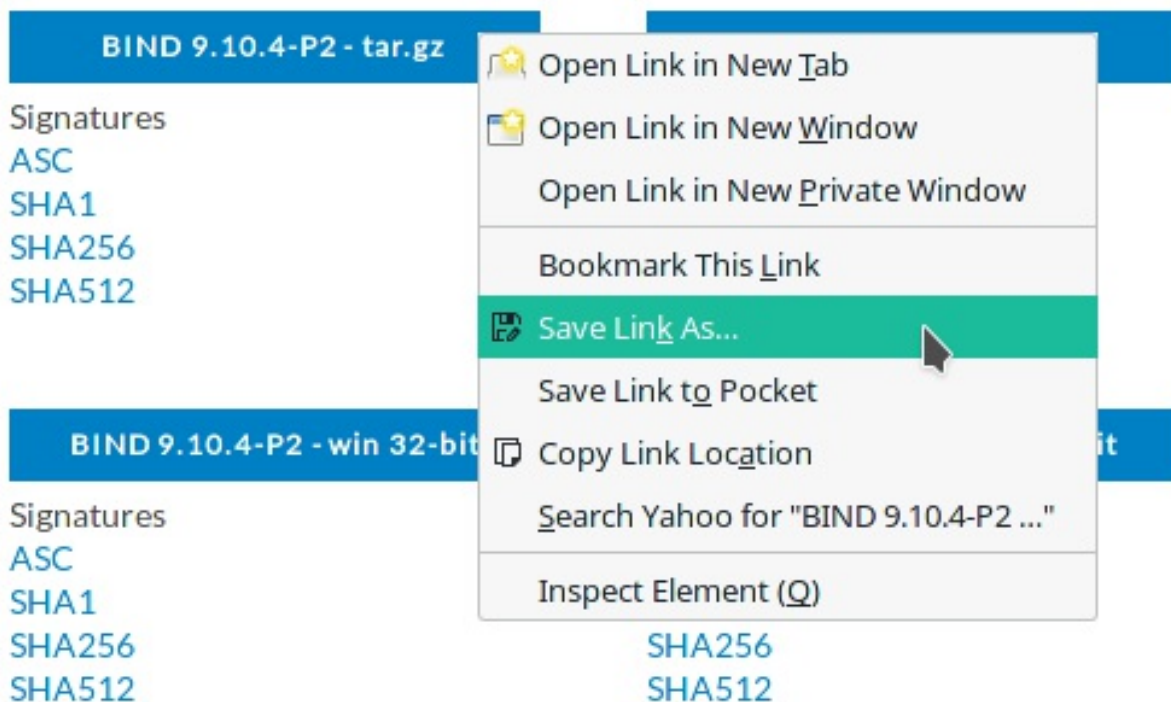 BIND 9.10.4-P2 - tar.gz
Signatures
ASC
SHA1
SHA256
SHA512
Open Link in New Tab
Open Link in New Window
Open Link in New Private Window
Bookmark This Link
Save Link As...
Save Link to Pocket
Copy Link Location
Search Yahoo for "BIND 9.10.4-P2 ..."
Inspect Element (Q)
BIND 9.10.4-P2 - win 32-bit
it
Signatures
ASC
SHA1
SHA256
SHA512
SHA256
SHA512